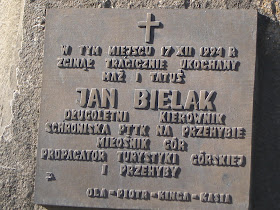 W TYM MIEJSCU 17 XII 1994 R
ZGINĄŁ TRAGICZNIE UKOCHANY
MĄŻ I TATUŚ
JAN BIELAK
DŁUGOLETNI KIEROWNIK
SCHRONISKA PTTK NA PRZEHYBIE
MIŁOŚNIK GÓR
PROPAGATOR TURYSTYKI GÓRSKIEJ
I PRZEHYBY
OLA - PIOTR - KINGA - KASIA